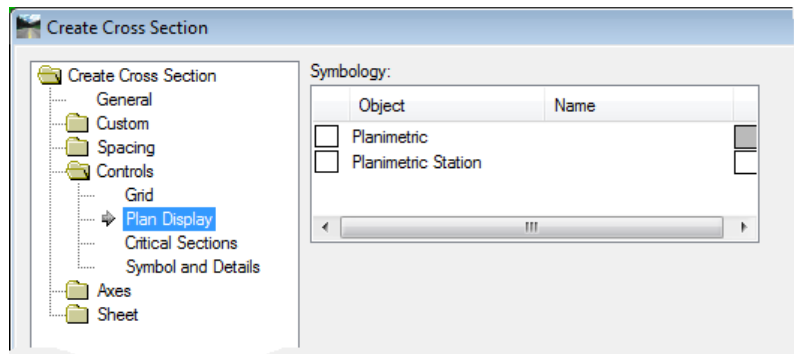 Create Cross Section
Create Cross Section
General
Custom
Spacing
Controls
Grid
Plan Display
Critical Sections
Symbol and Details
Axes
Sheet
Symbology:
Object Name
Planimetric
Planimetric Station